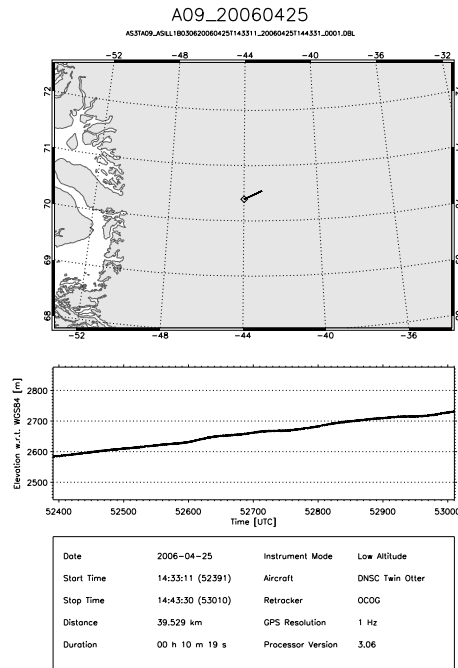 A09_20060425
AS3TA09_ASILL1B030620060425T143311_20060425T144331_0001.DBL
-52 -48 -44 -40 -36 -32
72
71
70
69
68
-52 -48 -44 -40 -36
Elevation w.r.t. WGS84 [m]
2800
2700
2600
2500
52400 52500 52600 52700 52800 52900 53000
Time [UTC]
Date 2006-04-25 Instrument Mode Low Altitude
Start Time 14:33:11 (52391) Aircraft DNSC Twin Otter
Stop Time 14:43:30 (53010) Retracker OCOG
Distance 39.529 km GPS Resolution 1 Hz
Duration 00 h 10 m 19 s Processor Version 3.06